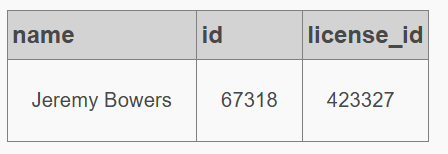 name id license_id
Jeremy Bowers 67318 423327